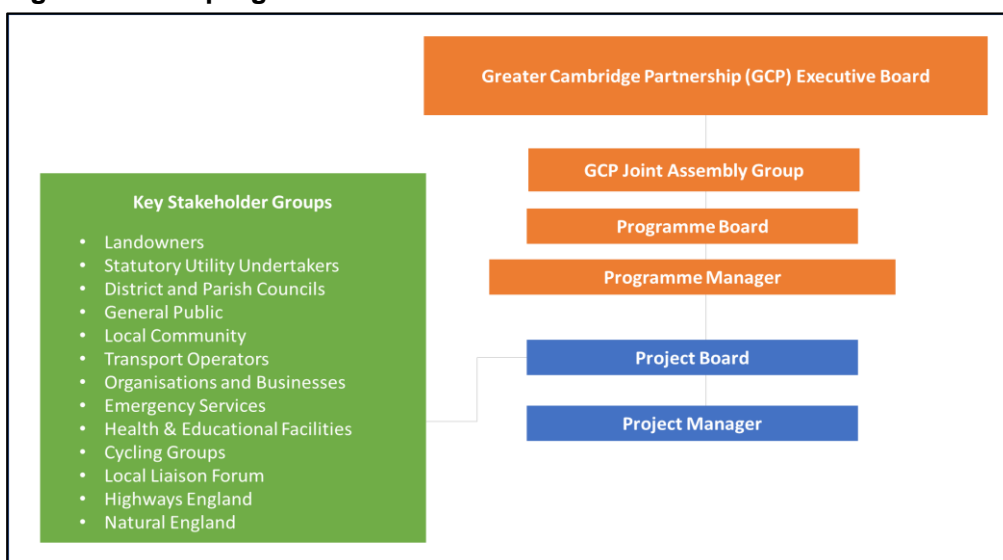 Greater Cambridge Partnership (GCP) Executive Board
GCP Joint Assembly Group
Programme Board
Programme Manager
Project Board
Project Manager
Key Stakeholder Groups
• Landowners
• Statutory Utility Undertakers
• District and Parish Councils
• General Public
• Local Community
• Transport Operators
• Organisations and Businesses
• Emergency Services
• Health & Educational Facilities
• Cycling Groups
• Local Liaison Forum
• Highways England
• Natural England